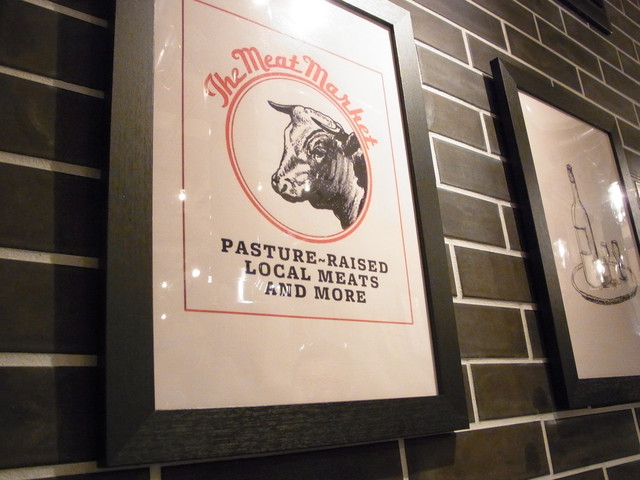 The Meat Market
PASTURE~RAISED
LOCAL MEATS
AND MORE